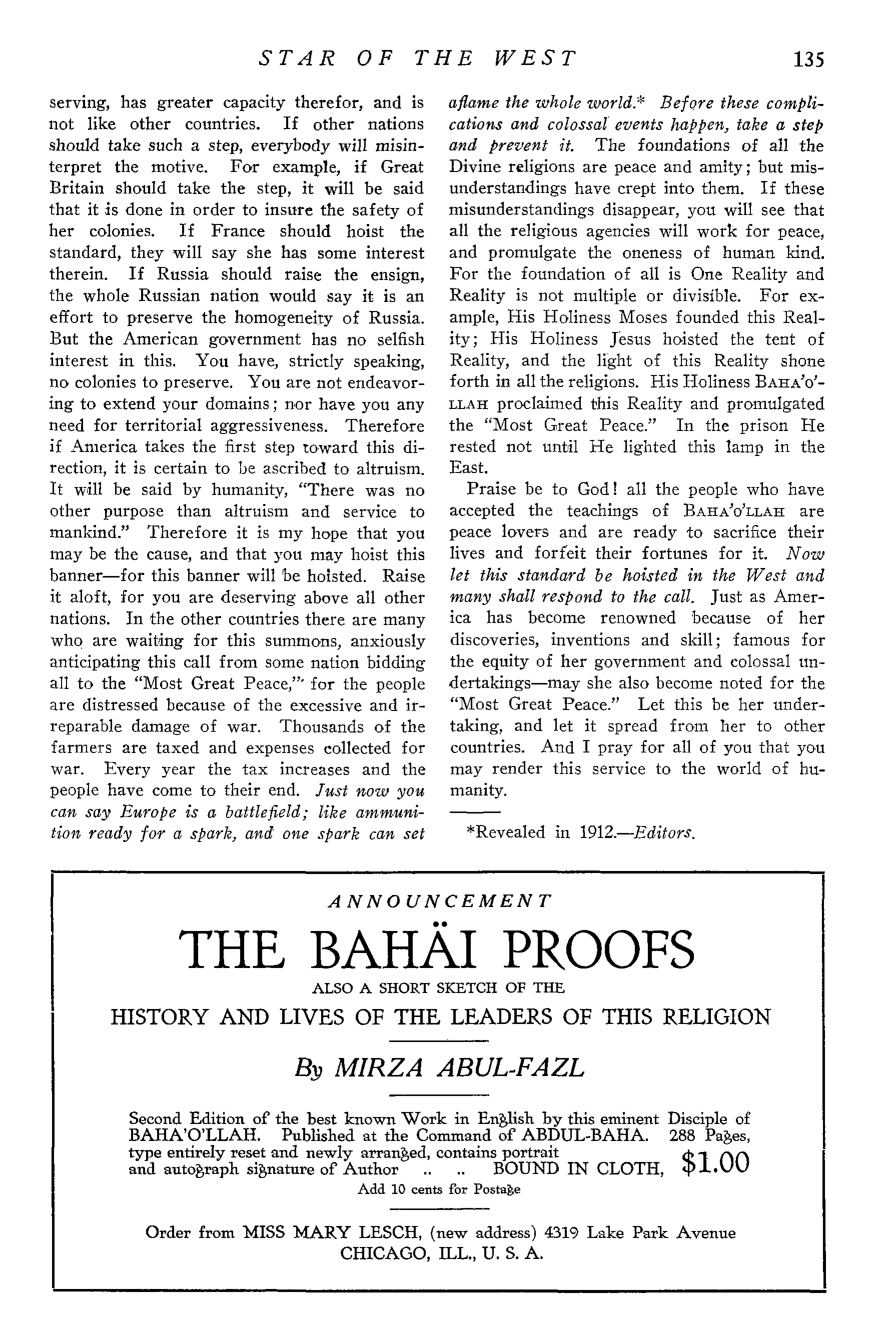 STAR OF THE WEST 135
serving, has greater capacity therefor, and is
not like other countries. If other nations
should take such a step, everybody will misin-
terpret the motive. For example, if Great
Britain should take the step, it will be said
that it is done in order to insure the safety of
her colonies. If France should hoist the
standard, they will say she has some interest
therein. If Russia should raise the ensign,
the whole Russian nation would say it is an
effort to preserve the homogeneity of Russia.
But the American government has no selfish
interest in this. You have, strictly speaking,
no colonies to preserve. You are not endeavor-
ing to extend your domains; nor have you any
need for territorial aggressiveness. Therefore
if America takes the first step toward this di-
rection, it is certain to be ascribed to altruism.
It will be said by humanity, “There was no
other purpose than altruism and service to
mankind.” Therefore it is my hope that you
may be the cause, and that you may hoist this
banner—for this banner will be hoisted. Raise
it aloft, for you are deserving above all other
nations. In the other countries there are many
who are waiting for this summons, anxiously
anticipating this call from some nation bidding
all to the “Most Great Peace,” for the people
are distressed because of the excessive and ir-
reparable damage of war. Thousands of the
farmers are taxed and expenses collected for
war. Every year the tax increases and the
people have come to their end. Just now you
can say Europe is a battlefield; like ammuni-
tion ready for a spark, and one spark can set
aflame the whole world.* Before these compli-
cations and colossal events happen, take a step
and prevent it. The foundations of all the
Divine religions are peace and amity; but mis-
understandings have crept into them. If these
misunderstandings disappear, you will see that
all the religious agencies will work for peace,
and promulgate the oneness of human kind.
For the foundation of all is One Reality and
Reality is not multiple or divisible. For ex-
ample, His Holiness Moses founded this Real-
ity; His Holiness Jesus hoisted the tent of
Reality, and the light of this Reality shone
forth in all the religions. His Holiness BAHA’O’-
LLAH proclaimed this Reality and promulgated
the “Most Great Peace.” In the prison He
rested not until He lighted this lamp in the
East.
Praise be to God! all the people who have
accepted the teachings of BAHA’O’LLAH are
peace lovers and are ready to sacrifice their
lives and forfeit their fortunes for it. Now
let this standard be hoisted in the West and
many shall respond to the call. Just as Amer-
ica has become renowned because of her
discoveries, inventions and skill; famous for
the equity of her government and colossal un-
dertakings—may she also become noted for the
“Most Great Peace.” Let this be her under-
taking, and let it spread from her to other
countries. And I pray for all of you that you
may render this service to the world of hu-
manity.
*Revealed in 1912.—Editors.
ANNOUNCEMENT
THE BAHÄI PROOFS
ALSO A SHORT SKETCH OF THE
HISTORY AND LIVES OF THE LEADERS OF THIS RELIGION
By MIRZA ABUL-FAZL
Second Edition of the best known Work in English by this eminent Disciple of
BAHA’O’LLAH. Published at the Command of ABDUL-BAHA. 288 Pages,
type entirely reset and newly arranged, contains portrait
and autograph signature of Author .. .. BOUND IN CLOTH, $1.00
Add 10 cents for Postage
Order from MISS MARY LESCH, (new address) 4319 Lake Park Avenue
CHICAGO, ILL., U. S. A.